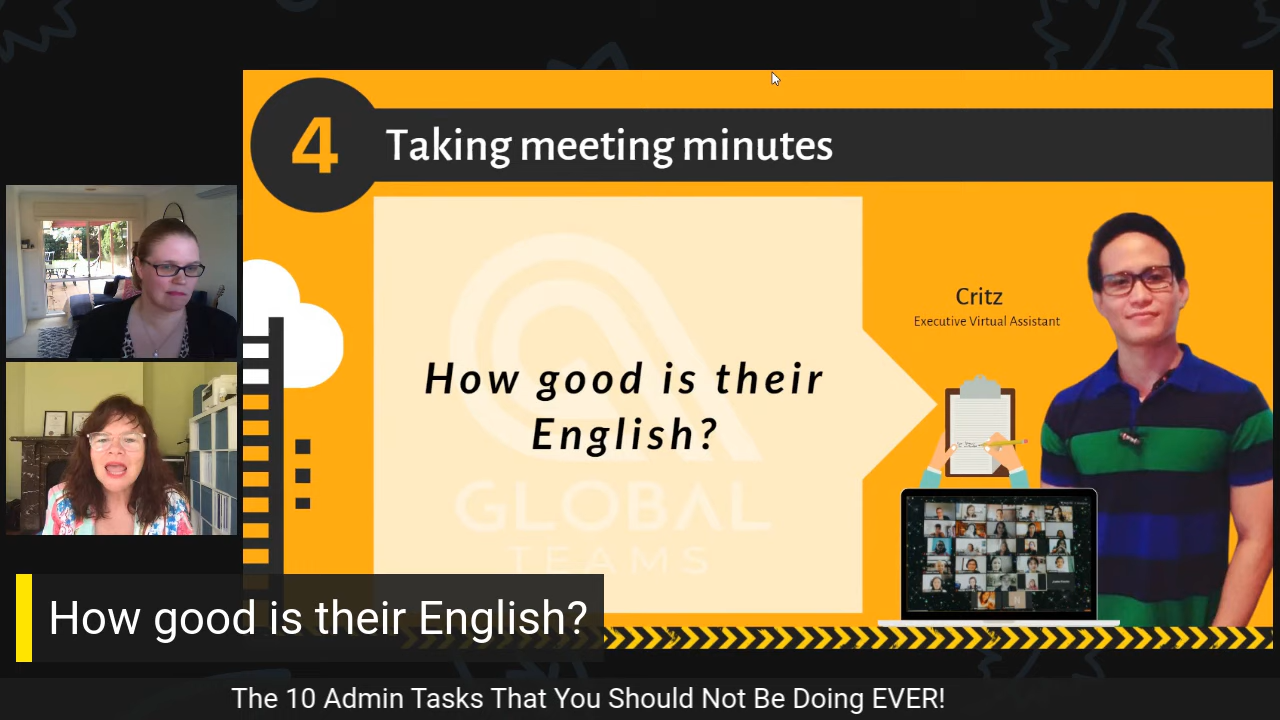 4
Taking meeting minutes
Critz
Executive Virtual Assistant
How good is their
English?
GLOBAL
TEAMS
How good is their English?
The 10 Admin Tasks That You Should Not Be Doing EVER!